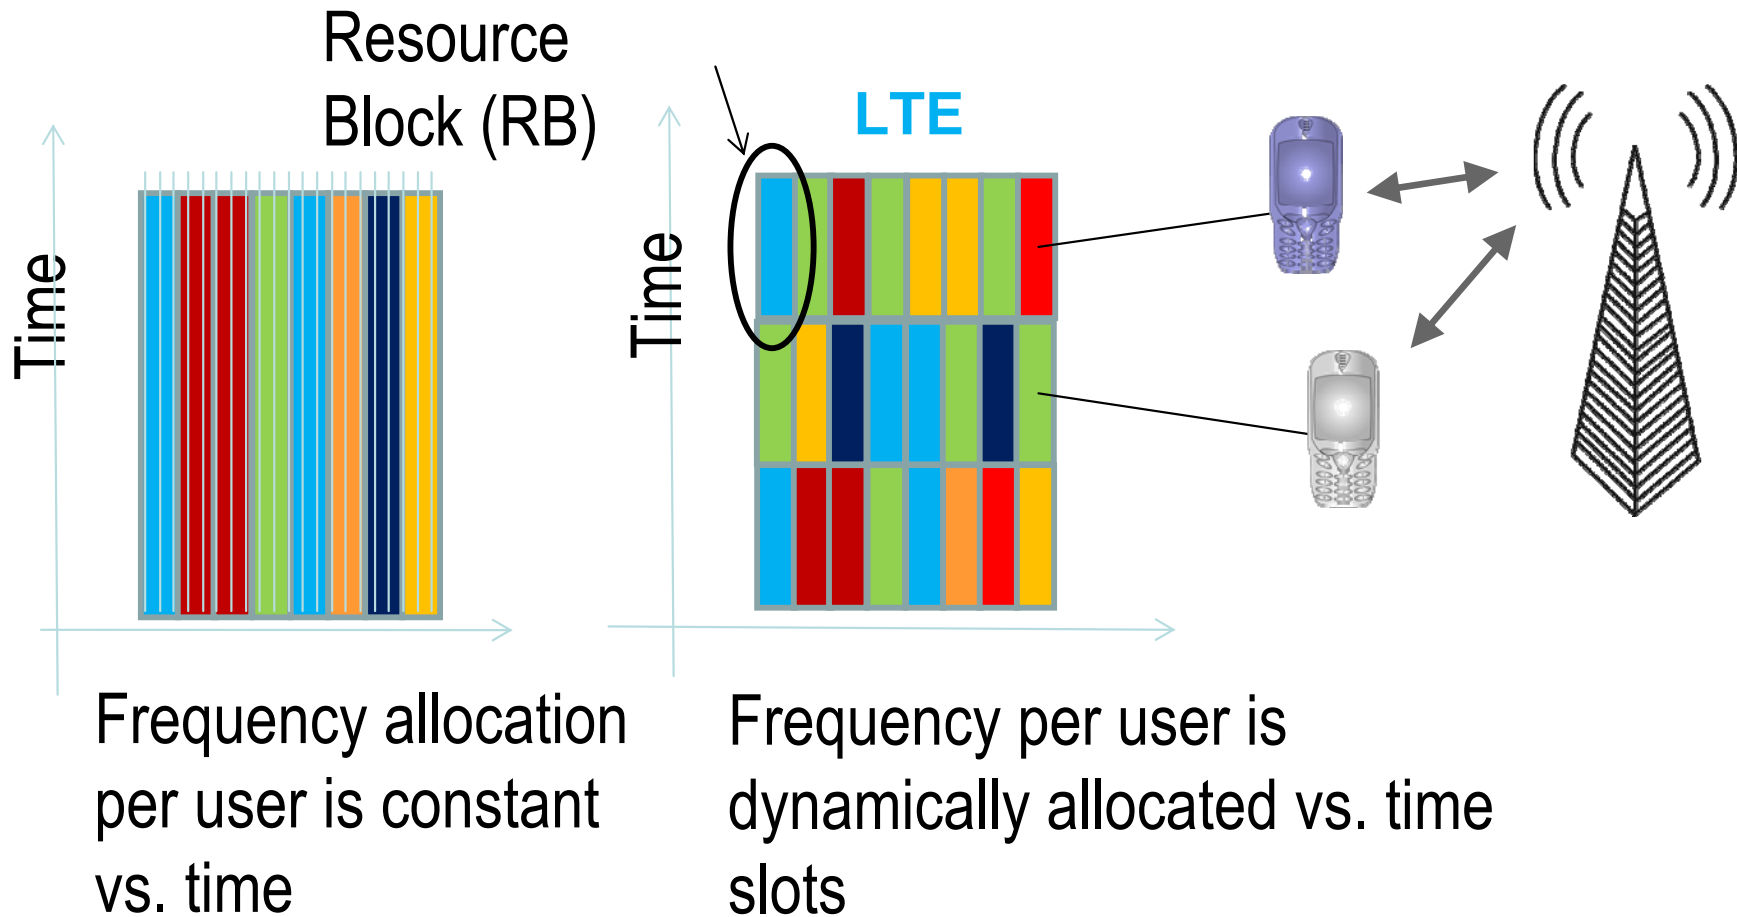 Resource
Block (RB)
LTE
Time
Time
Frequency allocation
per user is constant
vs. time
Frequency per user is
dynamically allocated vs. time
slots